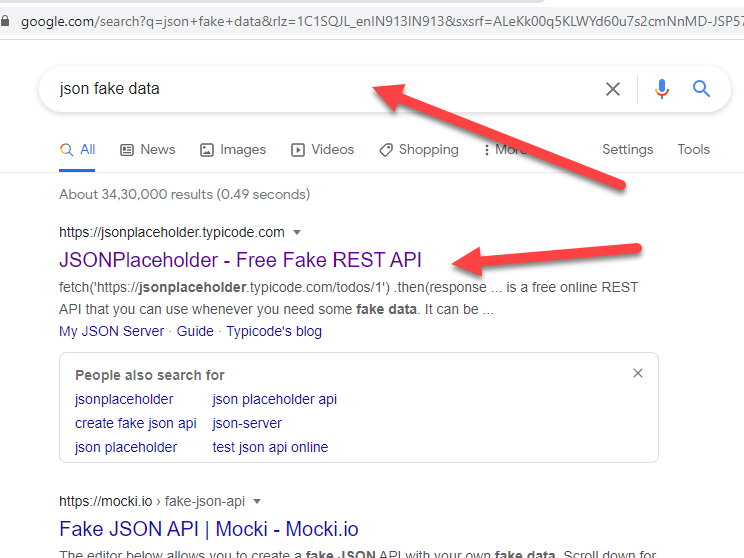 google.com/search?q=json+fake+data&rlz=1C1SQJL_enIN913IN913&sxsrf=ALeKk00q5KLWYd60u7s2cmNnMD-JSP57
json fake data
All News Images Videos Shopping More Settings Tools
About 34,30,000 results (0.49 seconds)
https://jsonplaceholder.typicode.com
JSONPlaceholder - Free Fake REST API
fetch('https://jsonplaceholder.typicode.com/todos/1') .then(response ... is a free online REST
API that you can use whenever you need some fake data. It can be ...
My JSON Server · Guide · Typicode's blog
People also search for
jsonplaceholder json placeholder api
create fake json api json-server
json placeholder test json api online
https://mocki.io › fake-json-api
Fake JSON API | Mocki - Mocki.io
The editor below allows you to create a fake JSON API with your own fake data. Scroll down for